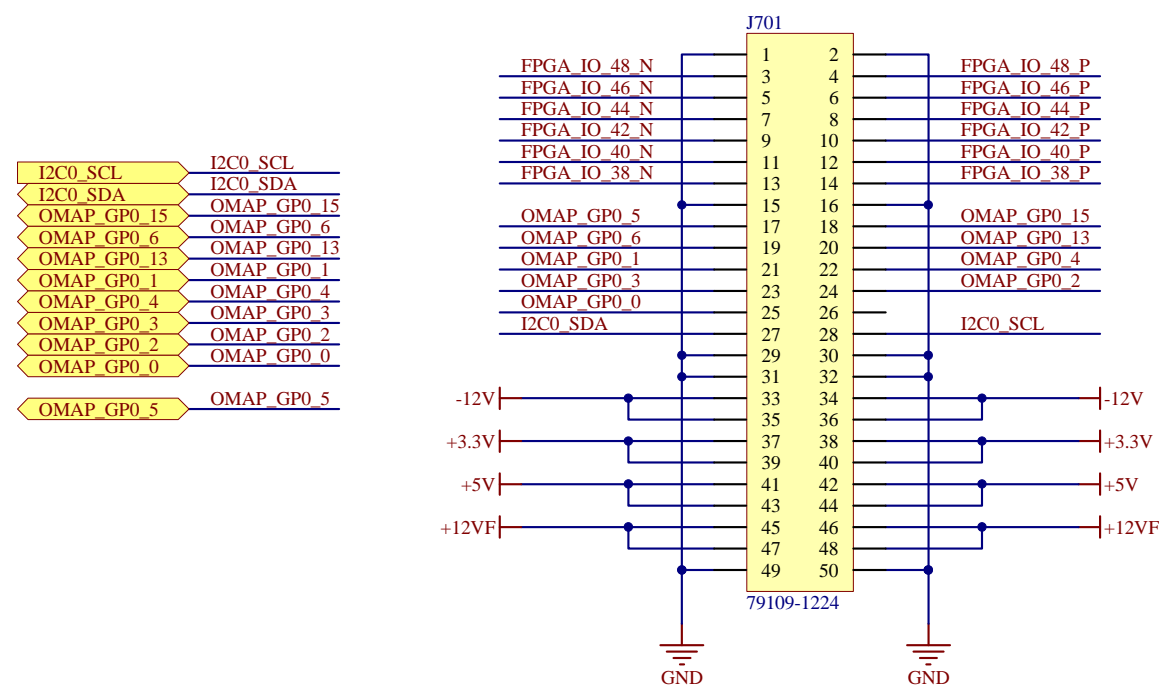 J701
1 2
FPGA_IO_48_N 3 4 FPGA_IO_48_P
FPGA_IO_46_N 5 6 FPGA_IO_46_P
FPGA_IO_44_N 7 8 FPGA_IO_44_P
FPGA_IO_42_N 9 10 FPGA_IO_42_P
FPGA_IO_40_N 11 12 FPGA_IO_40_P
FPGA_IO_38_N 13 14 FPGA_IO_38_P
15 16
OMAP_GP0_5 17 18 OMAP_GP0_15
OMAP_GP0_6 19 20 OMAP_GP0_13
OMAP_GP0_1 21 22 OMAP_GP0_4
OMAP_GP0_3 23 24 OMAP_GP0_2
OMAP_GP0_0 25 26
I2C0_SDA 27 28 I2C0_SCL
29 30
31 32
-12V 33 34 -12V
35 36
+3.3V 37 38 +3.3V
39 40
+5V 41 42 +5V
43 44
+12VF 45 46 +12VF
47 48
49 50
79109-1224
GND GND
I2C0_SCL I2C0_SCL
I2C0_SDA I2C0_SDA
OMAP_GP0_15 OMAP_GP0_15
OMAP_GP0_6 OMAP_GP0_6
OMAP_GP0_13 OMAP_GP0_13
OMAP_GP0_1 OMAP_GP0_1
OMAP_GP0_4 OMAP_GP0_4
OMAP_GP0_3 OMAP_GP0_3
OMAP_GP0_2 OMAP_GP0_2
OMAP_GP0_0 OMAP_GP0_0
OMAP_GP0_5 OMAP_GP0_5